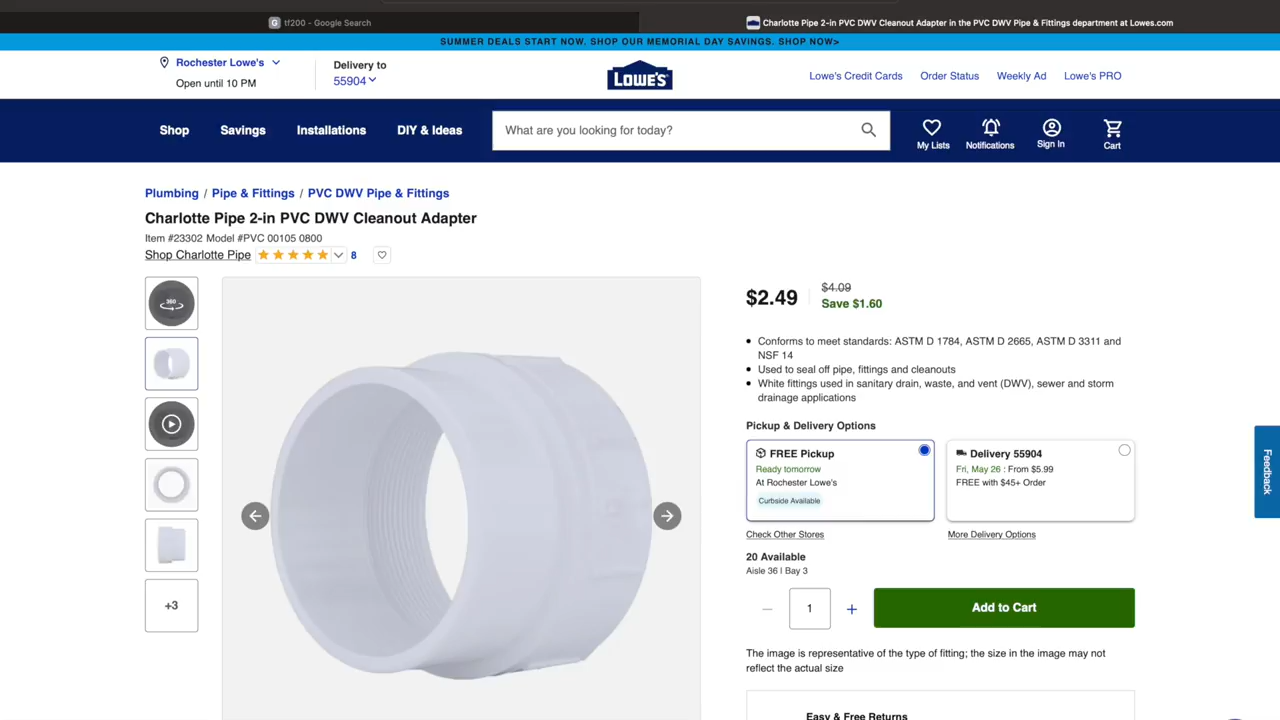 G tf200 - Google Search
Charlotte Pipe 2-in PVC DWV Cleanout Adapter in the PVC DWV Pipe & Fittings department at Lowes.com
SUMMER DEALS START NOW. SHOP OUR MEMORIAL DAY SAVINGS. SHOP NOW>
Rochester Lowe's
Open until 10 PM
Delivery to
55904
LOWE'S
Lowe's Credit Cards
Order Status
Weekly Ad
Lowe's PRO
Shop
Savings
Installations
DIY & Ideas
What are you looking for today?
My Lists
Notifications
Sign In
Cart
Plumbing / Pipe & Fittings / PVC DWV Pipe & Fittings
Charlotte Pipe 2-in PVC DWV Cleanout Adapter
Item #23302 Model #PVC 00105 0800
Shop Charlotte Pipe
8
360
+3
$2.49
$4.09
Save $1.60
Conforms to meet standards: ASTM D 1784, ASTM D 2665, ASTM D 3311 and
NSF 14
Used to seal off pipe, fittings and cleanouts
White fittings used in sanitary drain, waste, and vent (DWV), sewer and storm
drainage applications
Pickup & Delivery Options
FREE Pickup
Ready tomorrow
At Rochester Lowe's
Curbside Available
Delivery 55904
Fri, May 26 : From $5.99
FREE with $45+ Order
Check Other Stores
More Delivery Options
20 Available
Aisle 36 | Bay 3
− 1 +
Add to Cart
The image is representative of the type of fitting; the size in the image may not
reflect the actual size
Easy & Free Returns
Feedback